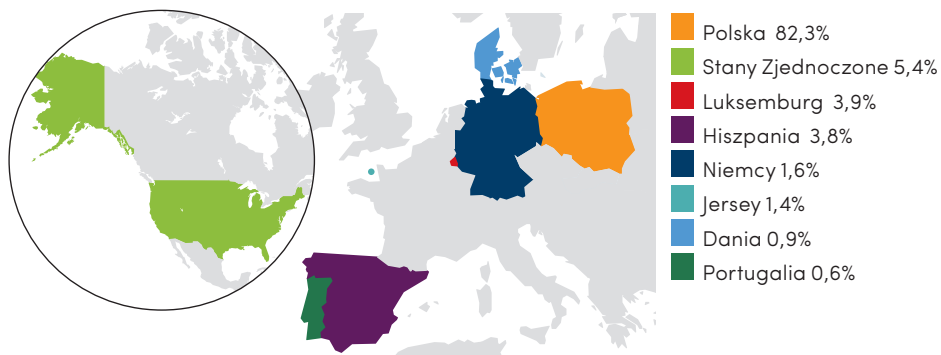 Polska 82,3%
Stany Zjednoczone 5,4%
Luksemburg 3,9%
Hiszpania 3,8%
Niemcy 1,6%
Jersey 1,4%
Dania 0,9%
Portugalia 0,6%